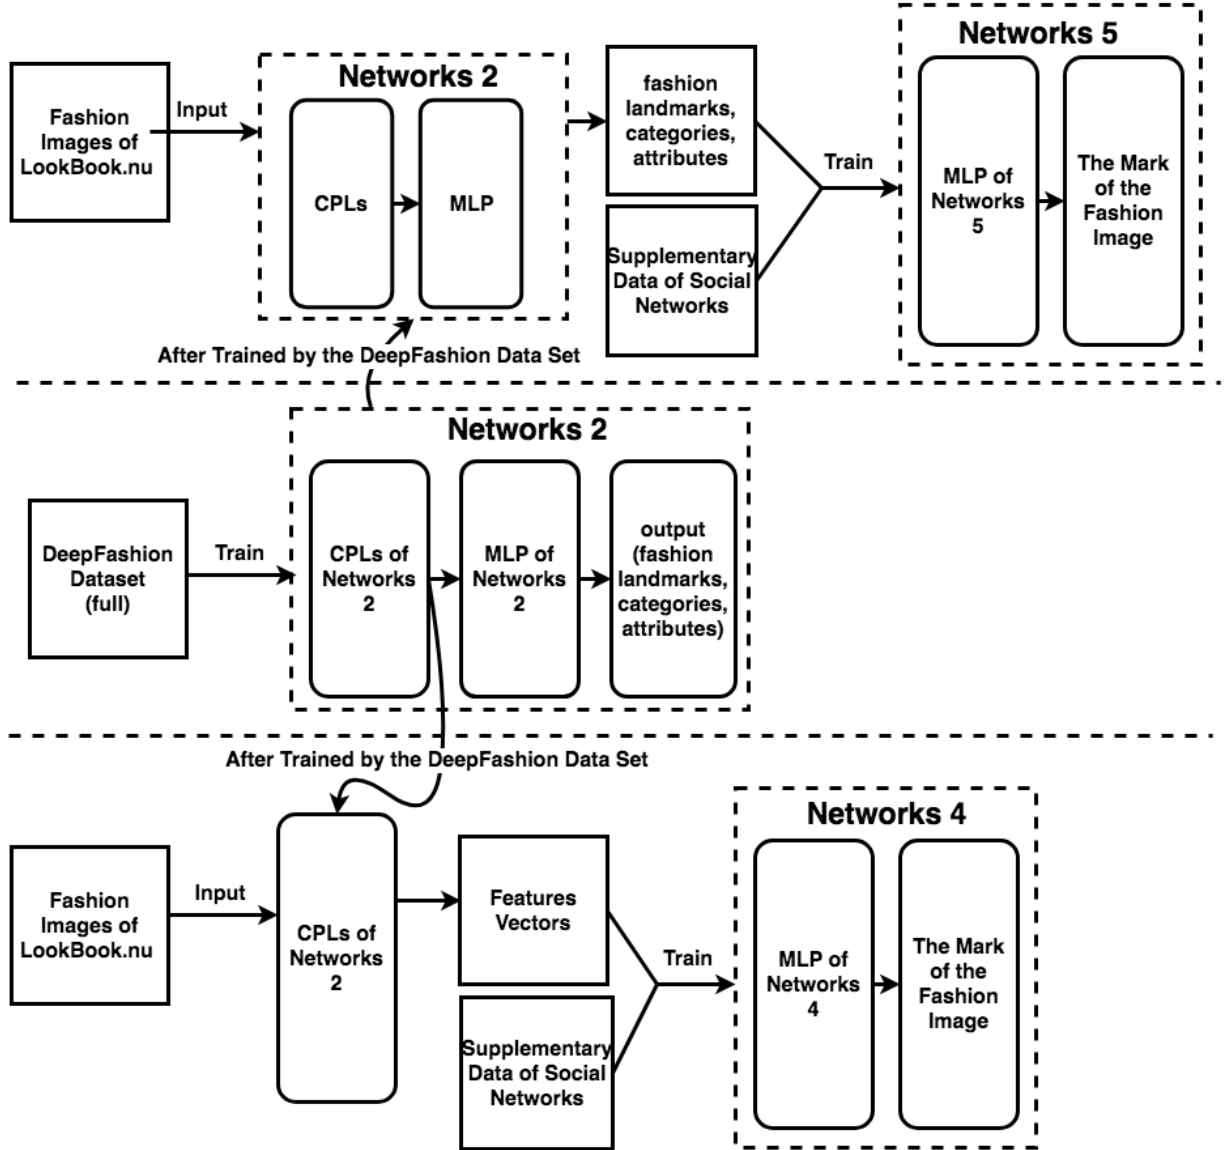 Networks 5
Networks 2
Fashion
Images of
LookBook.nu
Input
CPLs
MLP
fashion
landmarks,
categories,
attributes
Supplementary
Data of Social
Networks
Train
MLP of
Networks
5
The Mark
of the
Fashion
Image
After Trained by the DeepFashion Data Set
Networks 2
DeepFashion
Dataset
(full)
Train
CPLs of
Networks
2
MLP of
Networks
2
output
(fashion
landmarks,
categories,
attributes)
After Trained by the DeepFashion Data Set
Networks 4
Fashion
Images of
LookBook.nu
Input
CPLs of
Networks
2
Features
Vectors
Supplementary
Data of Social
Networks
Train
MLP of
Networks
4
The Mark
of the
Fashion
Image